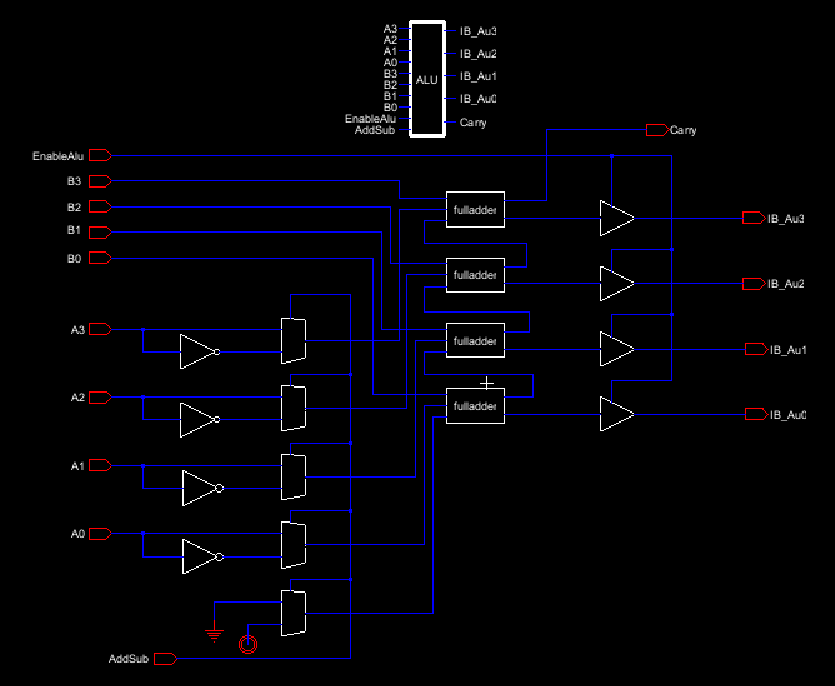 A3
A2
A1
A0
B3
B2
B1
B0
EnableAlu
AddSub
ALU
IB_Au3
IB_Au2
IB_Au1
IB_Au0
Carry
Carry
EnableAlu
B3
B2
B1
B0
fulladder
fulladder
fulladder
fulladder
IB_Au3
IB_Au2
IB_Au1
IB_Au0
A3
A2
A1
A0
AddSub